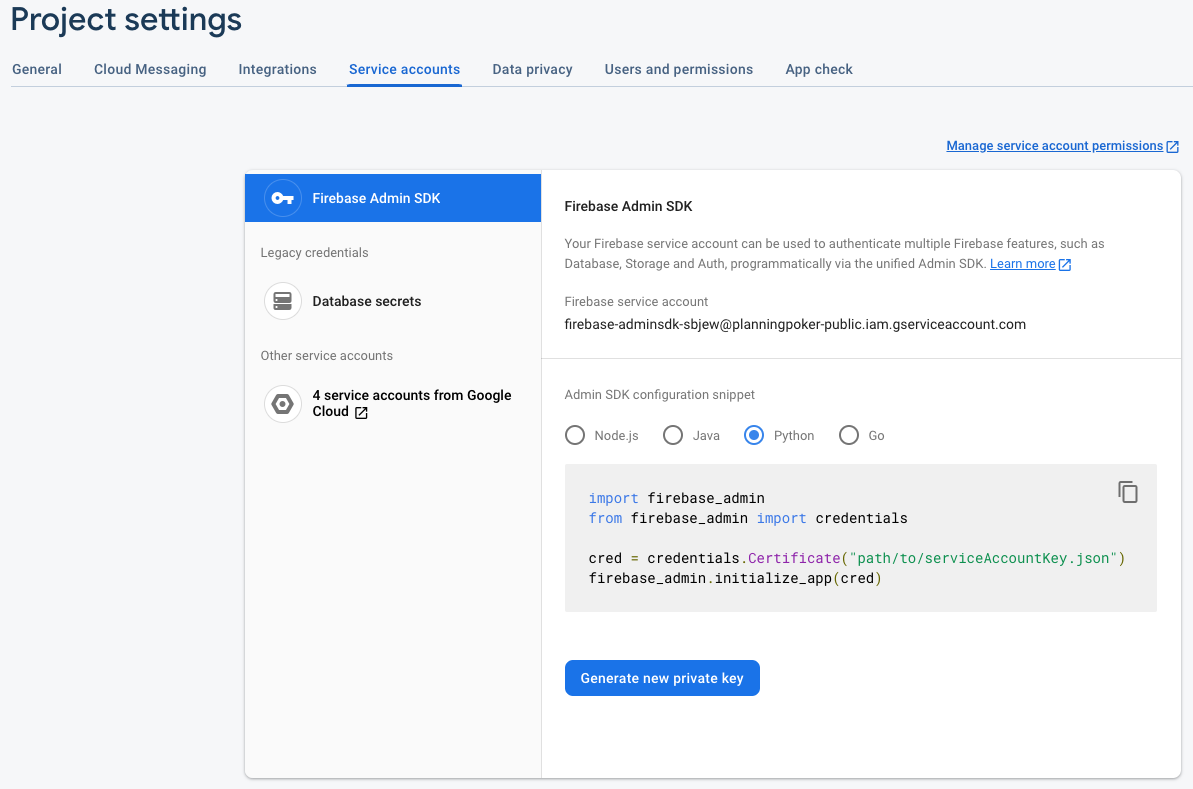 Project settings
General Cloud Messaging Integrations Service accounts Data privacy Users and permissions App check
Manage service account permissions
Firebase Admin SDK
Legacy credentials
Database secrets
Other service accounts
4 service accounts from Google
Cloud
Firebase Admin SDK
Your Firebase service account can be used to authenticate multiple Firebase features, such as
Database, Storage and Auth, programmatically via the unified Admin SDK. Learn more
Firebase service account
firebase-adminsdk-sbjew@planningpoker-public.iam.gserviceaccount.com
Admin SDK configuration snippet
Node.js Java Python Go
import firebase_admin
from firebase_admin import credentials
cred = credentials.Certificate("path/to/serviceAccountKey.json")
firebase_admin.initialize_app(cred)
Generate new private key